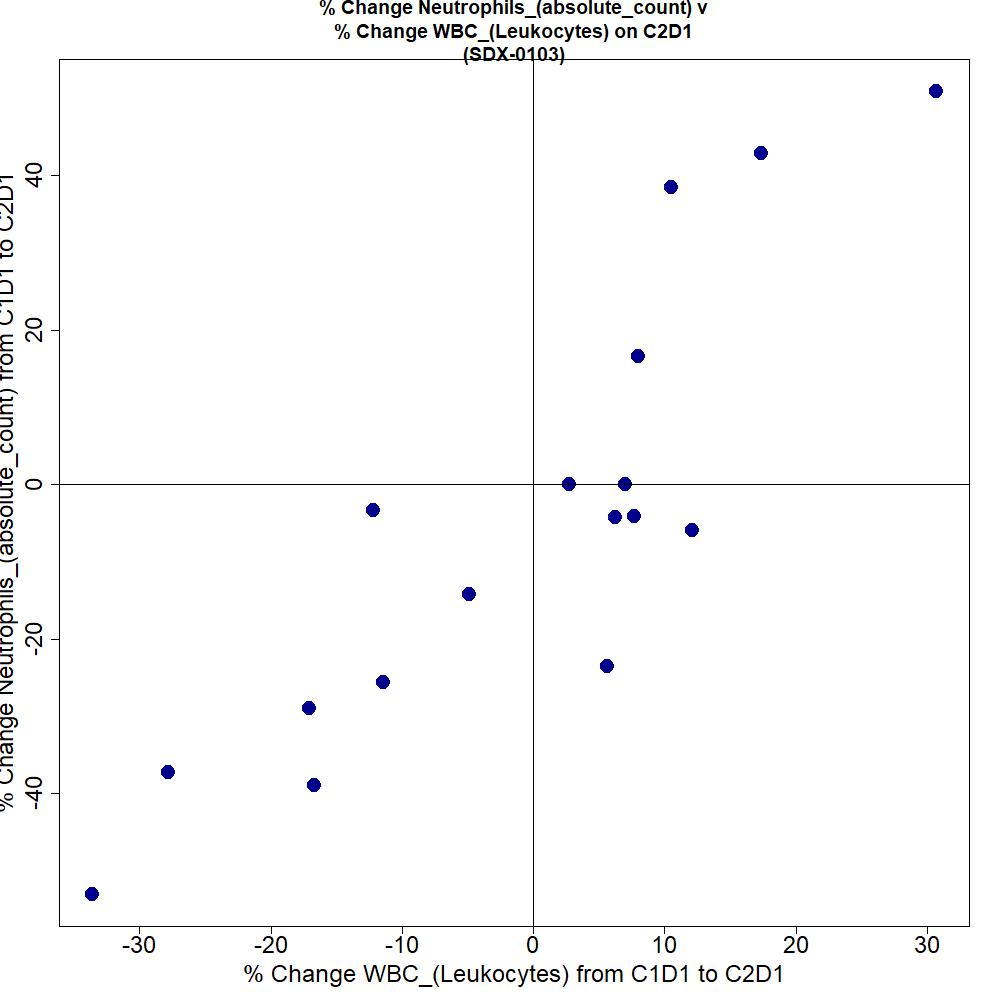 % Change Neutrophils_(absolute_count) v
% Change WBC_(Leukocytes) on C2D1
(SDX-0103)
% Change Neutrophils_(absolute_count) from C1D1 to C2D1
40
20
0
-20
-40
-30
-20
-10
0
10
20
30
% Change WBC_(Leukocytes) from C1D1 to C2D1